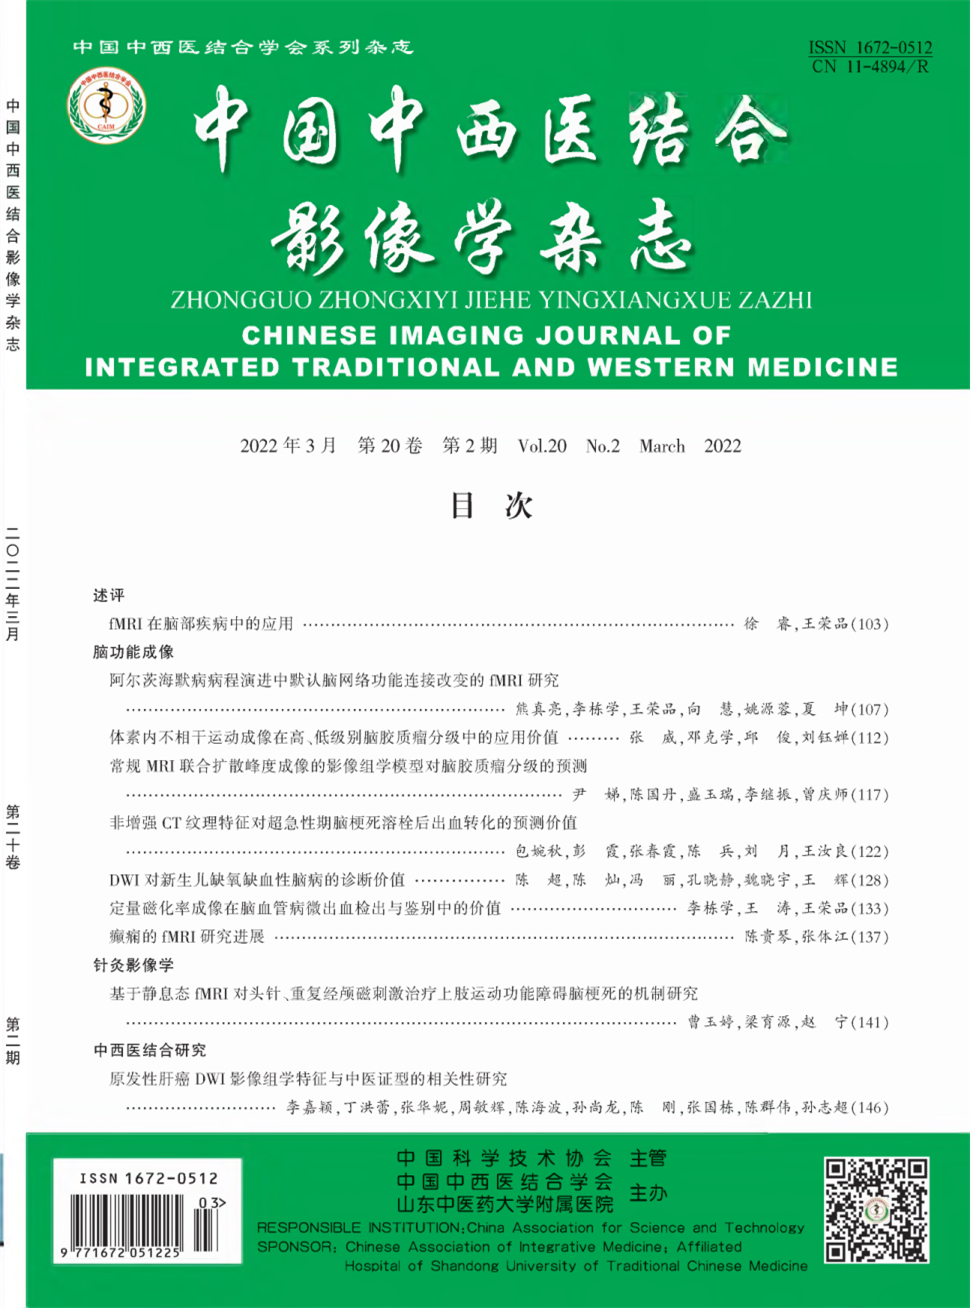 中国中西医结合学会系列杂志
ISSN 1672-0512
CN 11-4894/R
CAIM
中国中西医结合
影像学杂志
ZHONGGUO ZHONGXIYI JIEHE YINGXIANGXUE ZAZHI
CHINESE IMAGING JOURNAL OF
INTEGRATED TRADITIONAL AND WESTERN MEDICINE
中国中西医结合影像学杂志
二〇二二年三月
第二十卷
第二期
2022年3月 第20卷 第2期 Vol.20 No.2 March 2022
目 次
述评
fMRI在脑部疾病中的应用 ………… 徐 睿,王荣品(103)
脑功能成像
阿尔茨海默病病程演进中默认脑网络功能连接改变的fMRI研究
………… 熊真亮,李栋学,王荣品,向 慧,姚源蓉,夏 坤(107)
体素内不相干运动成像在高、低级别脑胶质瘤分级中的应用价值 ……… 张 威,邓克学,邱 俊,刘钰婵(112)
常规MRI联合扩散峰度成像的影像组学模型对脑胶质瘤分级的预测
………… 尹 娣,陈国丹,盛玉瑞,李继振,曾庆师(117)
非增强CT纹理特征对超急性期脑梗死溶栓后出血转化的预测价值
………… 包婉秋,彭 霞,张春霞,陈 兵,刘 月,王汝良(122)
DWI对新生儿缺氧缺血性脑病的诊断价值 ………… 陈 超,陈 灿,冯 丽,孔晓静,魏晓宇,王 辉(128)
定量磁化率成像在脑血管病微出血检出与鉴别中的价值 ………… 李栋学,王 涛,王荣品(133)
癫痫的fMRI研究进展 ………… 陈贵琴,张体江(137)
针灸影像学
基于静息态fMRI对头针、重复经颅磁刺激治疗上肢运动功能障碍脑梗死的机制研究
………… 曹玉婷,梁育源,赵 宁(141)
中西医结合研究
原发性肝癌DWI影像组学特征与中医证型的相关性研究
………… 李嘉颖,丁洪蕾,张华妮,周敏辉,陈海波,孙尚龙,陈 刚,张国栋,陈群伟,孙志超(146)
ISSN 1672-0512
03>
9 771672 051225
中国科学技术协会 主管
中国中西医结合学会
山东中医药大学附属医院 主办
RESPONSIBLE INSTITUTION:China Association for Science and Technology
SPONSOR: Chinese Association of Integrative Medicine; Affiliated
Hospital of Shandong University of Traditional Chinese Medicine